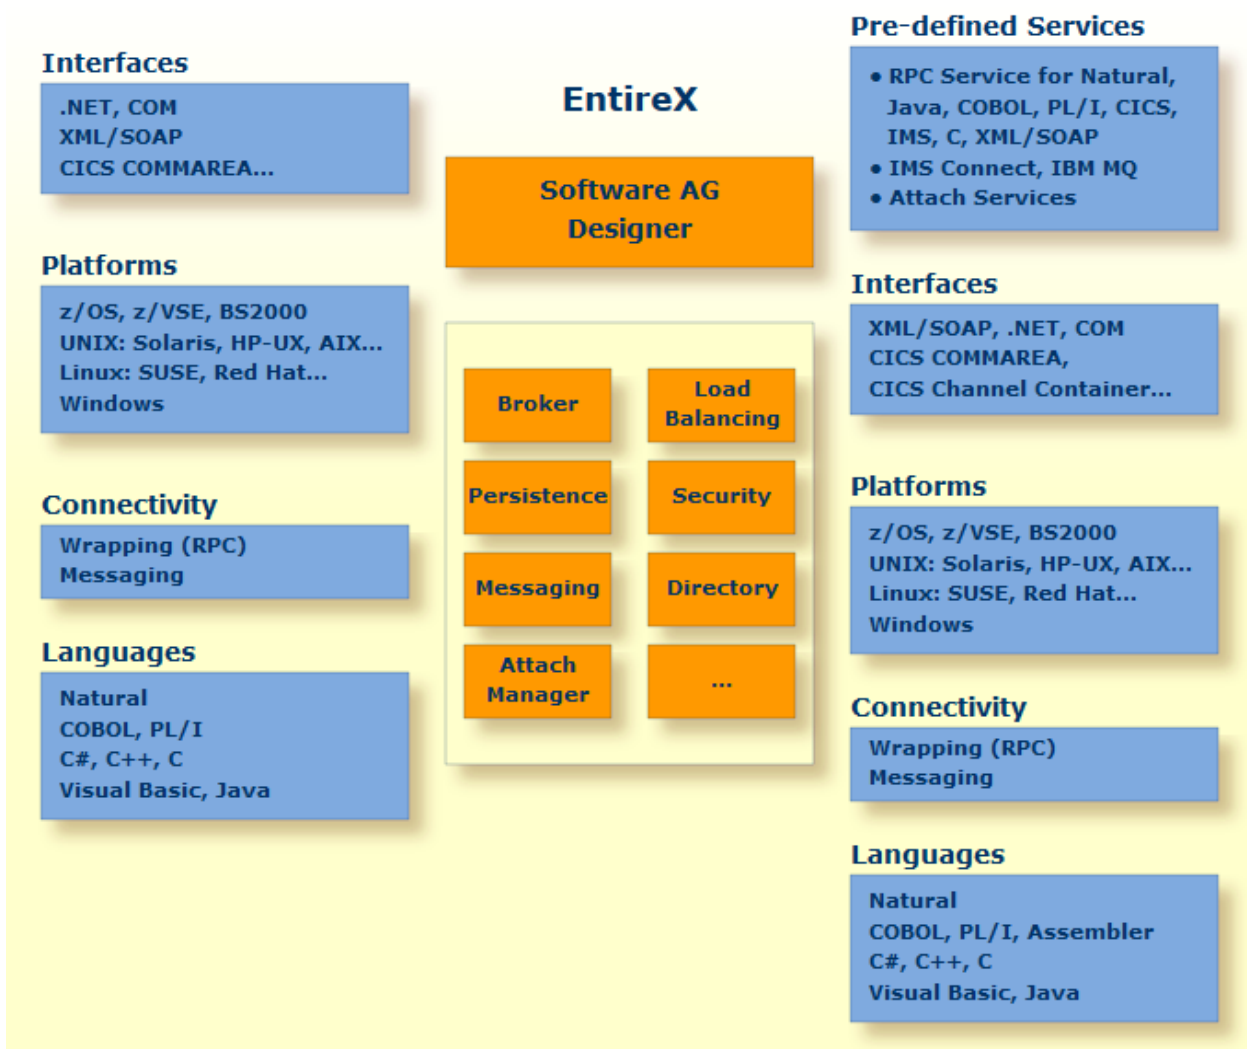 Interfaces
.NET, COM
XML/SOAP
CICS COMMAREA...
Platforms
z/OS, z/VSE, BS2000
UNIX: Solaris, HP-UX, AIX...
Linux: SUSE, Red Hat...
Windows
Connectivity
Wrapping (RPC)
Messaging
Languages
Natural
COBOL, PL/I
C#, C++, C
Visual Basic, Java
EntireX
Software AG
Designer
Broker
Load
Balancing
Persistence
Security
Messaging
Directory
Attach
Manager
...
Pre-defined Services
● RPC Service for Natural,
Java, COBOL, PL/I, CICS,
IMS, C, XML/SOAP
● IMS Connect, IBM MQ
● Attach Services
Interfaces
XML/SOAP, .NET, COM
CICS COMMAREA,
CICS Channel Container...
Platforms
z/OS, z/VSE, BS2000
UNIX: Solaris, HP-UX, AIX...
Linux: SUSE, Red Hat...
Windows
Connectivity
Wrapping (RPC)
Messaging
Languages
Natural
COBOL, PL/I, Assembler
C#, C++, C
Visual Basic, Java